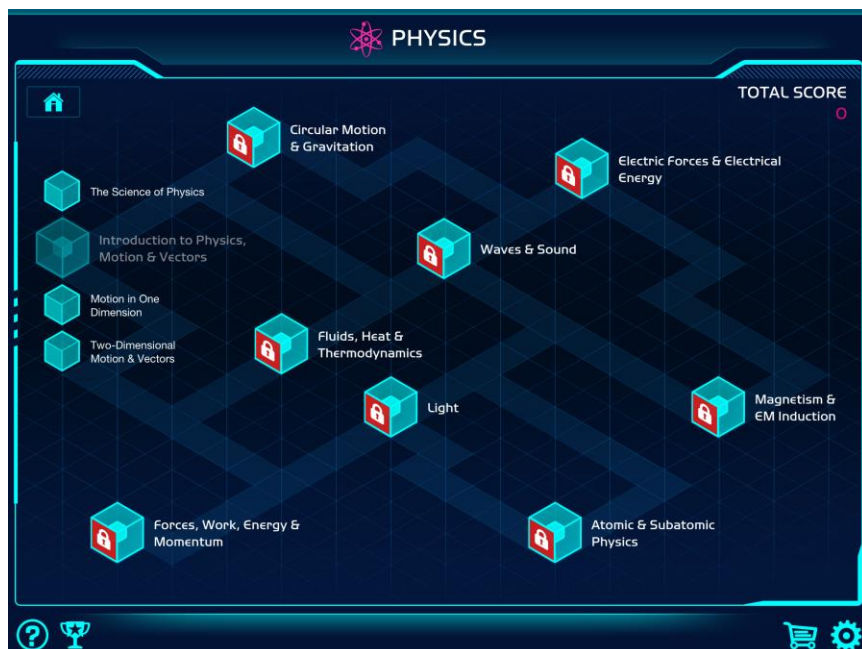 PHYSICS
TOTAL SCORE
0
Circular Motion
& Gravitation
Electric Forces & Electrical
Energy
The Science of Physics
Introduction to Physics,
Motion & Vectors
Waves & Sound
Motion in One
Dimension
Two-Dimensional
Motion & Vectors
Fluids, Heat &
Thermodynamics
Light
Magnetism &
EM Induction
Forces, Work, Energy &
Momentum
Atomic & Subatomic
Physics
?